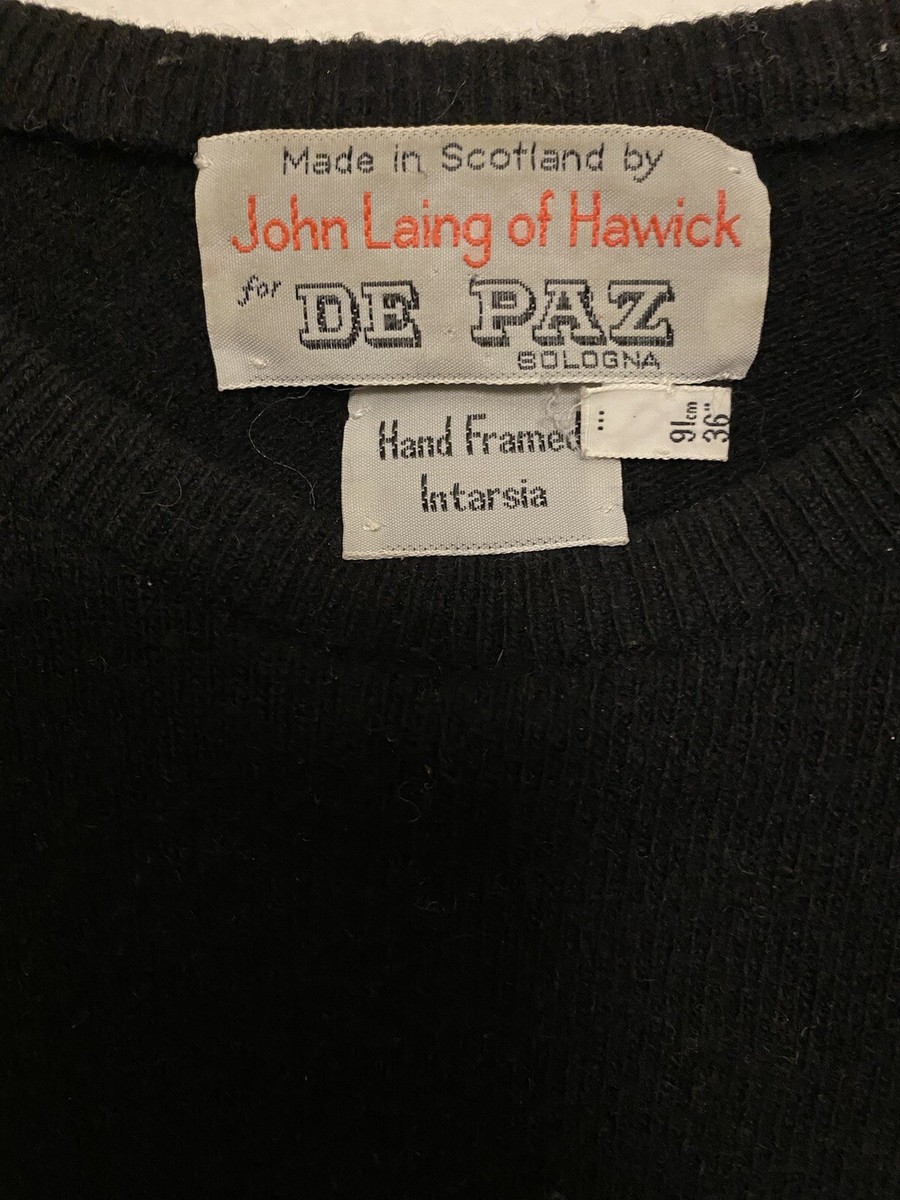 Made in Scotland by
John Laing of Hawick
for DE PAZ
BOLOGNA
Hand Framed
Intarsia
91cm
36"